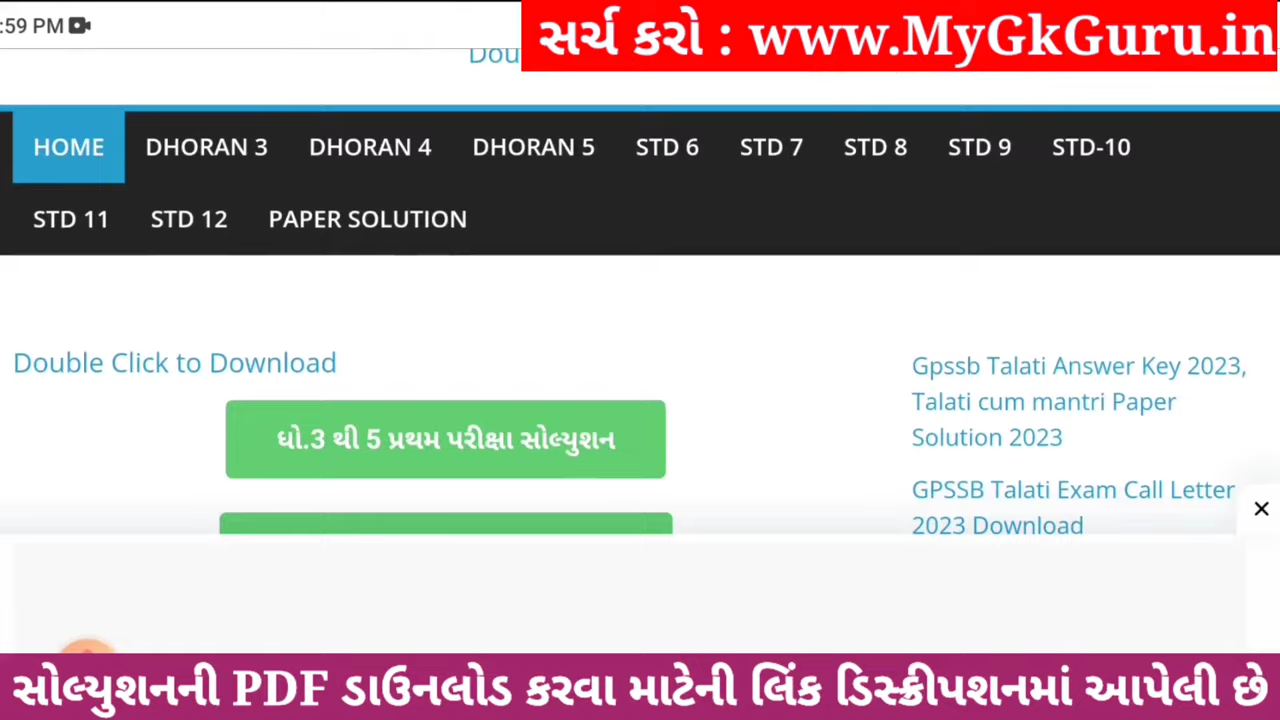 :59 PM
સર્ચ કરો : www.MyGkGuru.in
Dou
HOME DHORAN 3 DHORAN 4 DHORAN 5 STD 6 STD 7 STD 8 STD 9 STD-10
STD 11 STD 12 PAPER SOLUTION
Double Click to Download
ધો.3 થી 5 પ્રથમ પરીક્ષા સોલ્યુશન
Gpssb Talati Answer Key 2023,
Talati cum mantri Paper
Solution 2023
GPSSB Talati Exam Call Letter
2023 Download
સોલ્યુશનની PDF ડાઉનલોડ કરવા માટેની લિંક ડિસ્ક્રીપશનમાં આપેલી છે